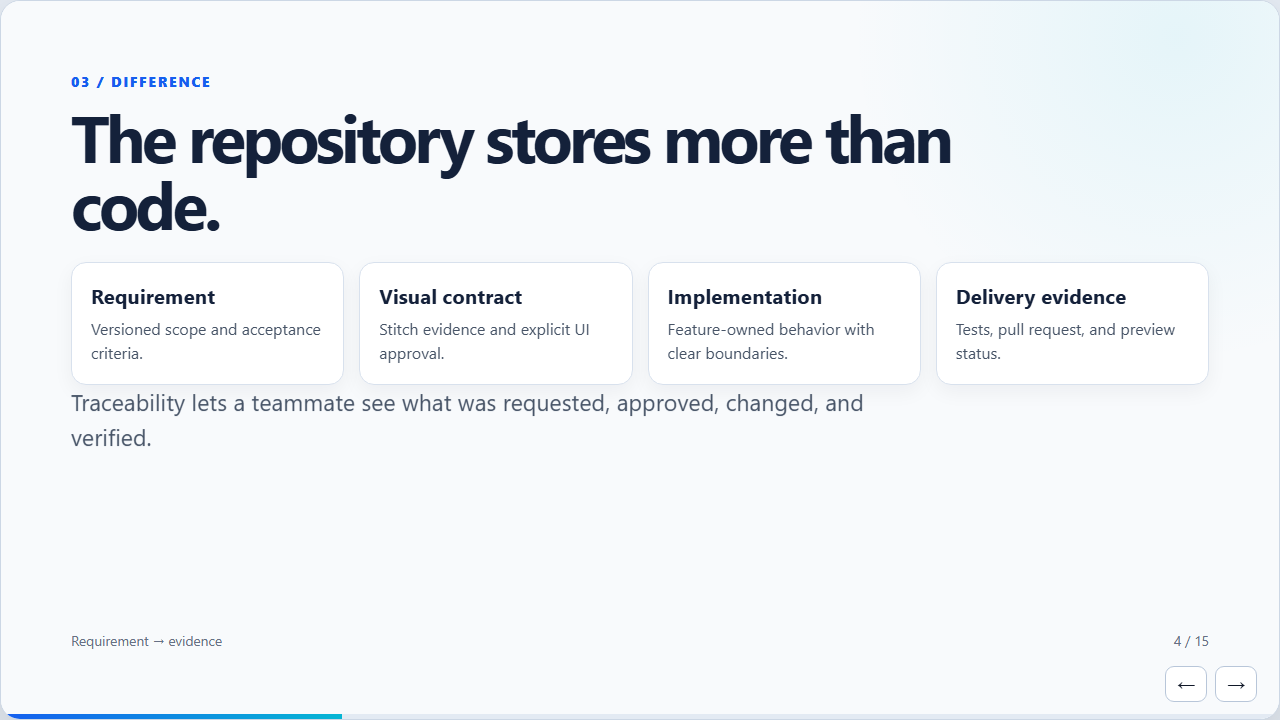 03 / DIFFERENCE
The repository stores more than
code.
Requirement
Versioned scope and acceptance
criteria.
Visual contract
Stitch evidence and explicit UI
approval.
Implementation
Feature-owned behavior with
clear boundaries.
Delivery evidence
Tests, pull request, and preview
status.
Traceability lets a teammate see what was requested, approved, changed, and
verified.
Requirement → evidence
4 / 15
← →